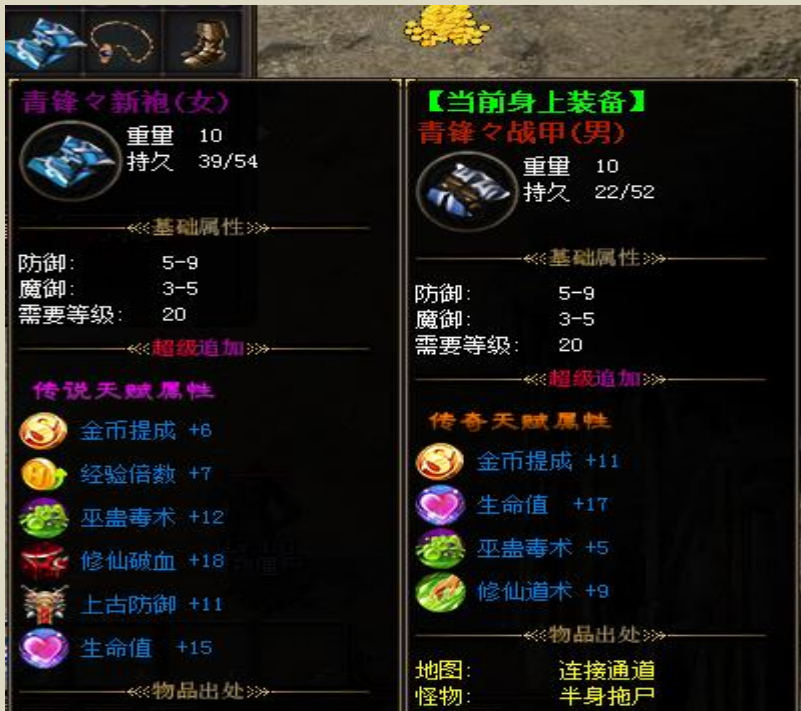 青锋々新袍(女)
重量 10
持久 39/54
基础属性
防御: 5-9
魔御: 3-5
需要等级: 20
超级追加
传说天赋属性
金币提成 +6
经验倍数 +7
巫蛊毒术 +12
修仙破血 +18
上古防御 +11
生命值 +15
物品出处
【当前身上装备】
青锋々战甲(男)
重量 10
持久 22/52
基础属性
防御: 5-9
魔御: 3-5
需要等级: 20
超级追加
传奇天赋属性
金币提成 +11
生命值 +17
巫蛊毒术 +5
修仙道术 +9
物品出处
地图: 连接通道
怪物: 半身拖尸